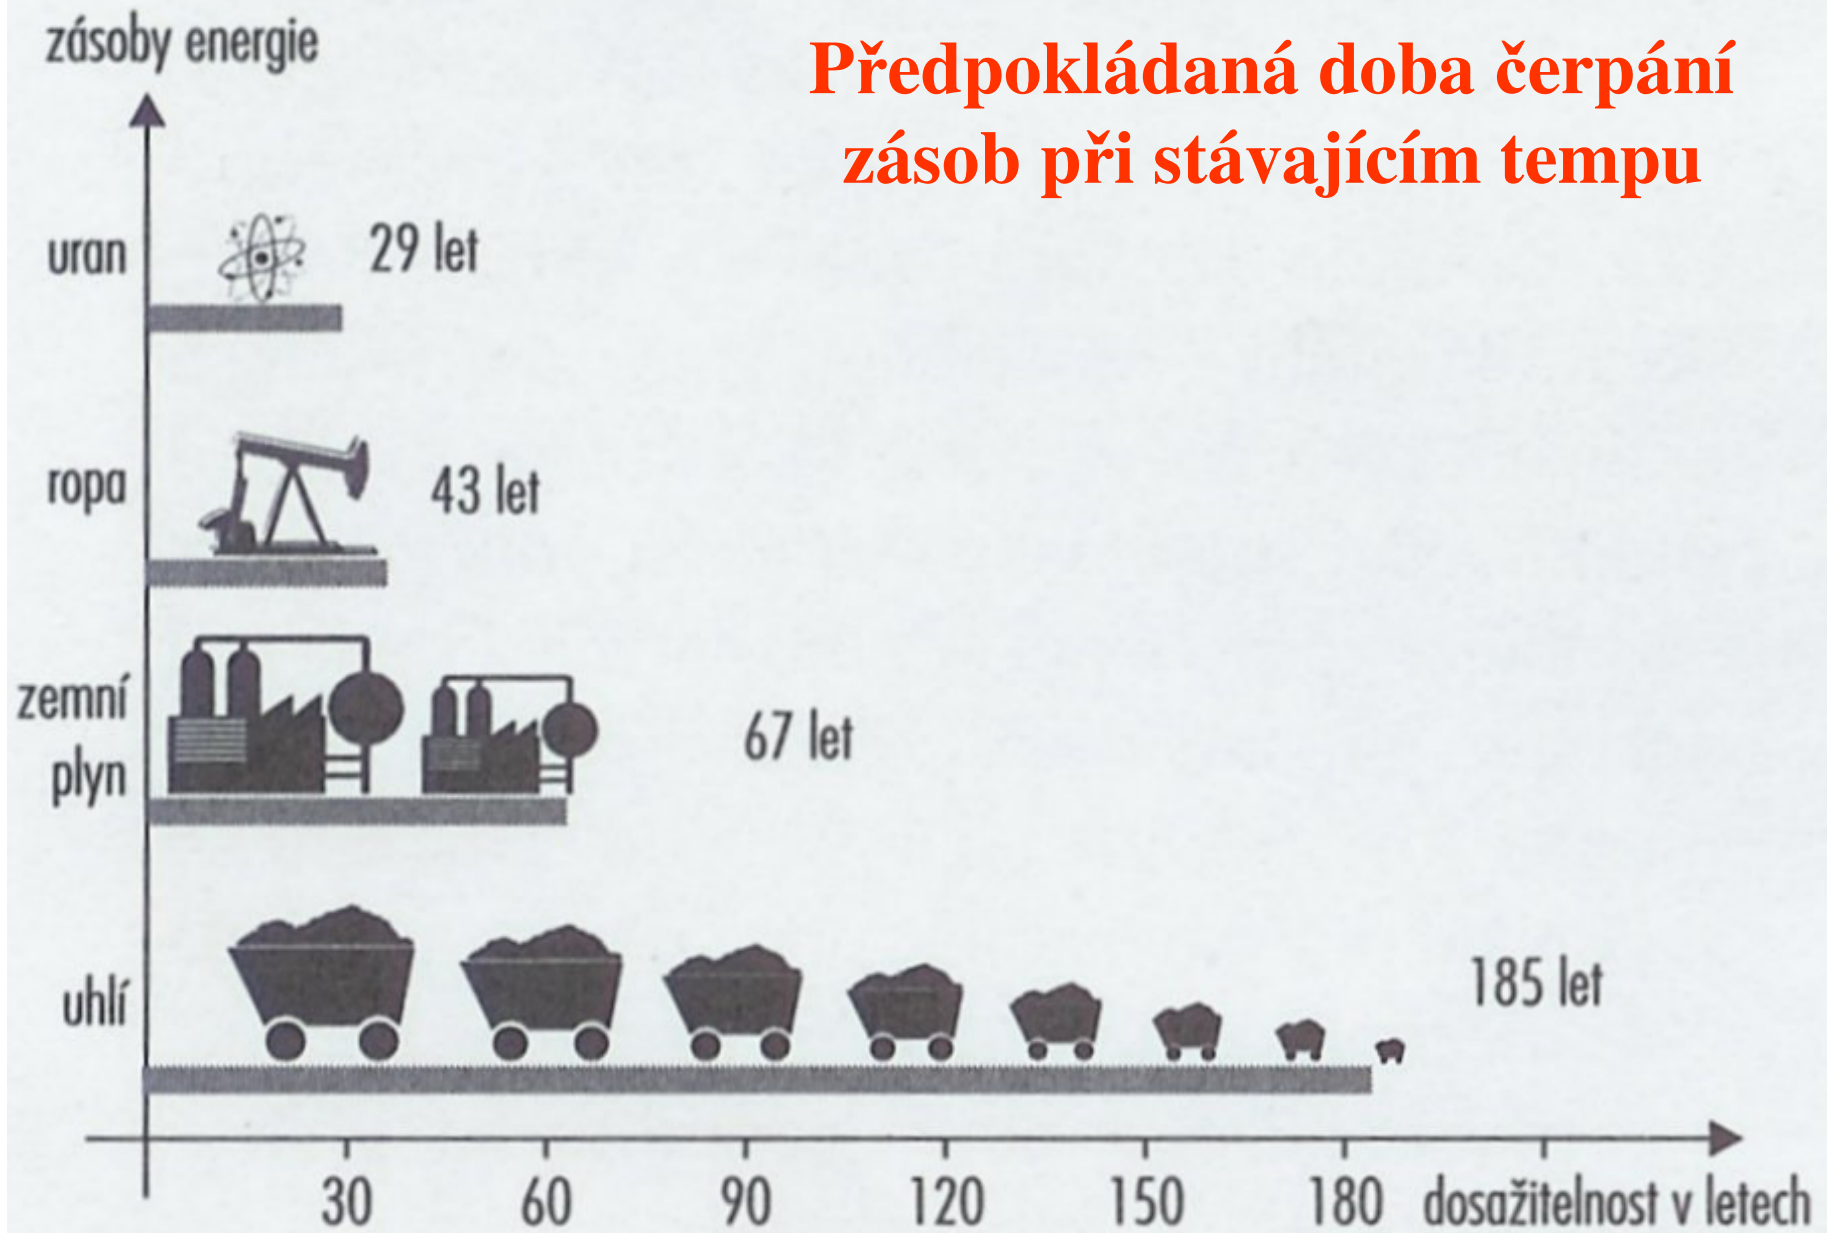 zásoby energie
Předpokládaná doba čerpání
zásob při stávajícím tempu
uran
29 let
ropa
43 let
zemní
plyn
67 let
uhlí
185 let
30 60 90 120 150 180 dosažitelnost v letech